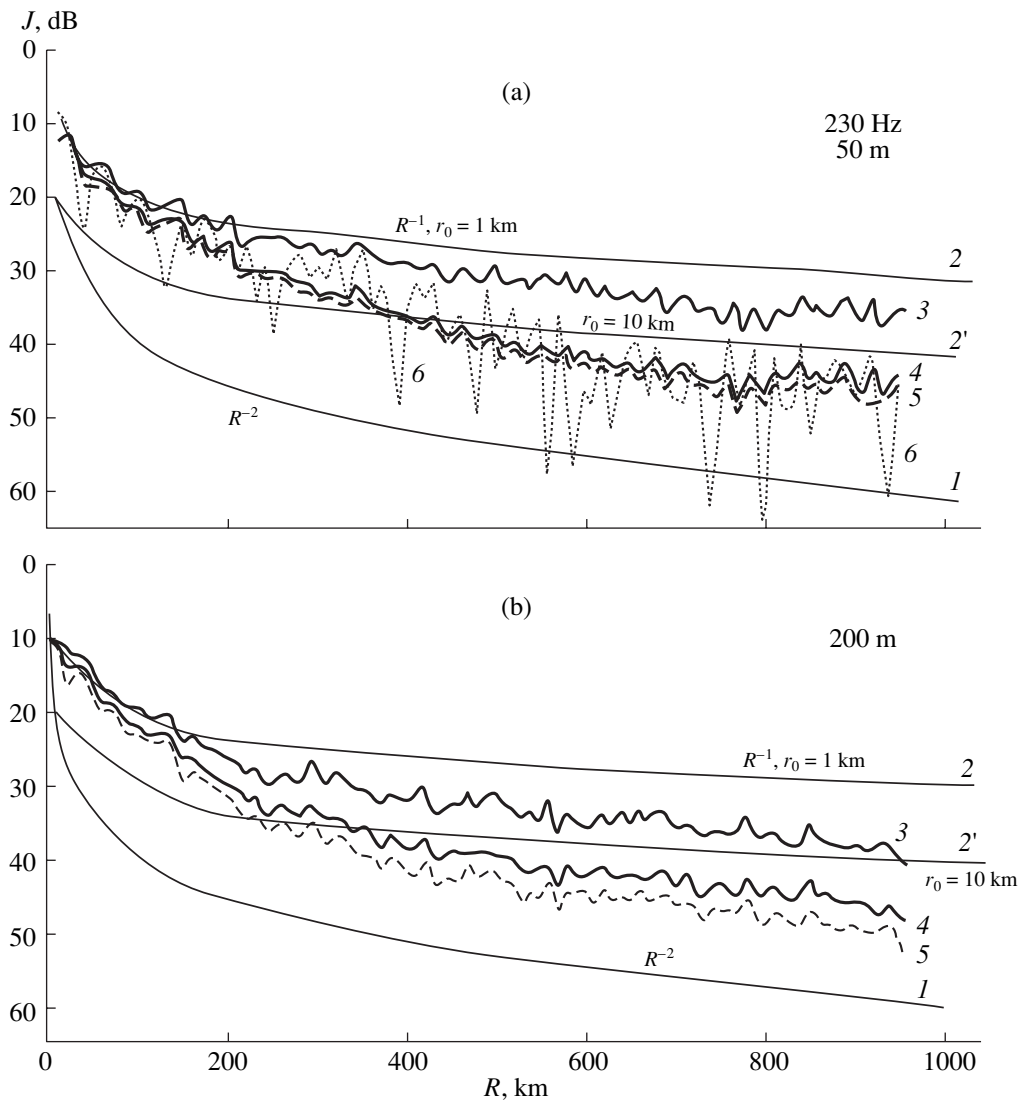 J, dB
0
(a)
10
230 Hz
50 m
20
R⁻¹, r₀ = 1 km
2
30
3
r₀ = 10 km
2'
40
6
4
5
R⁻²
50
6
1
60
0
(b)
10
200 m
20
R⁻¹, r₀ = 1 km
2
30
3
2'
40
r₀ = 10 km
4
5
50
R⁻²
1
60
0 200 400 600 800 1000
R, km